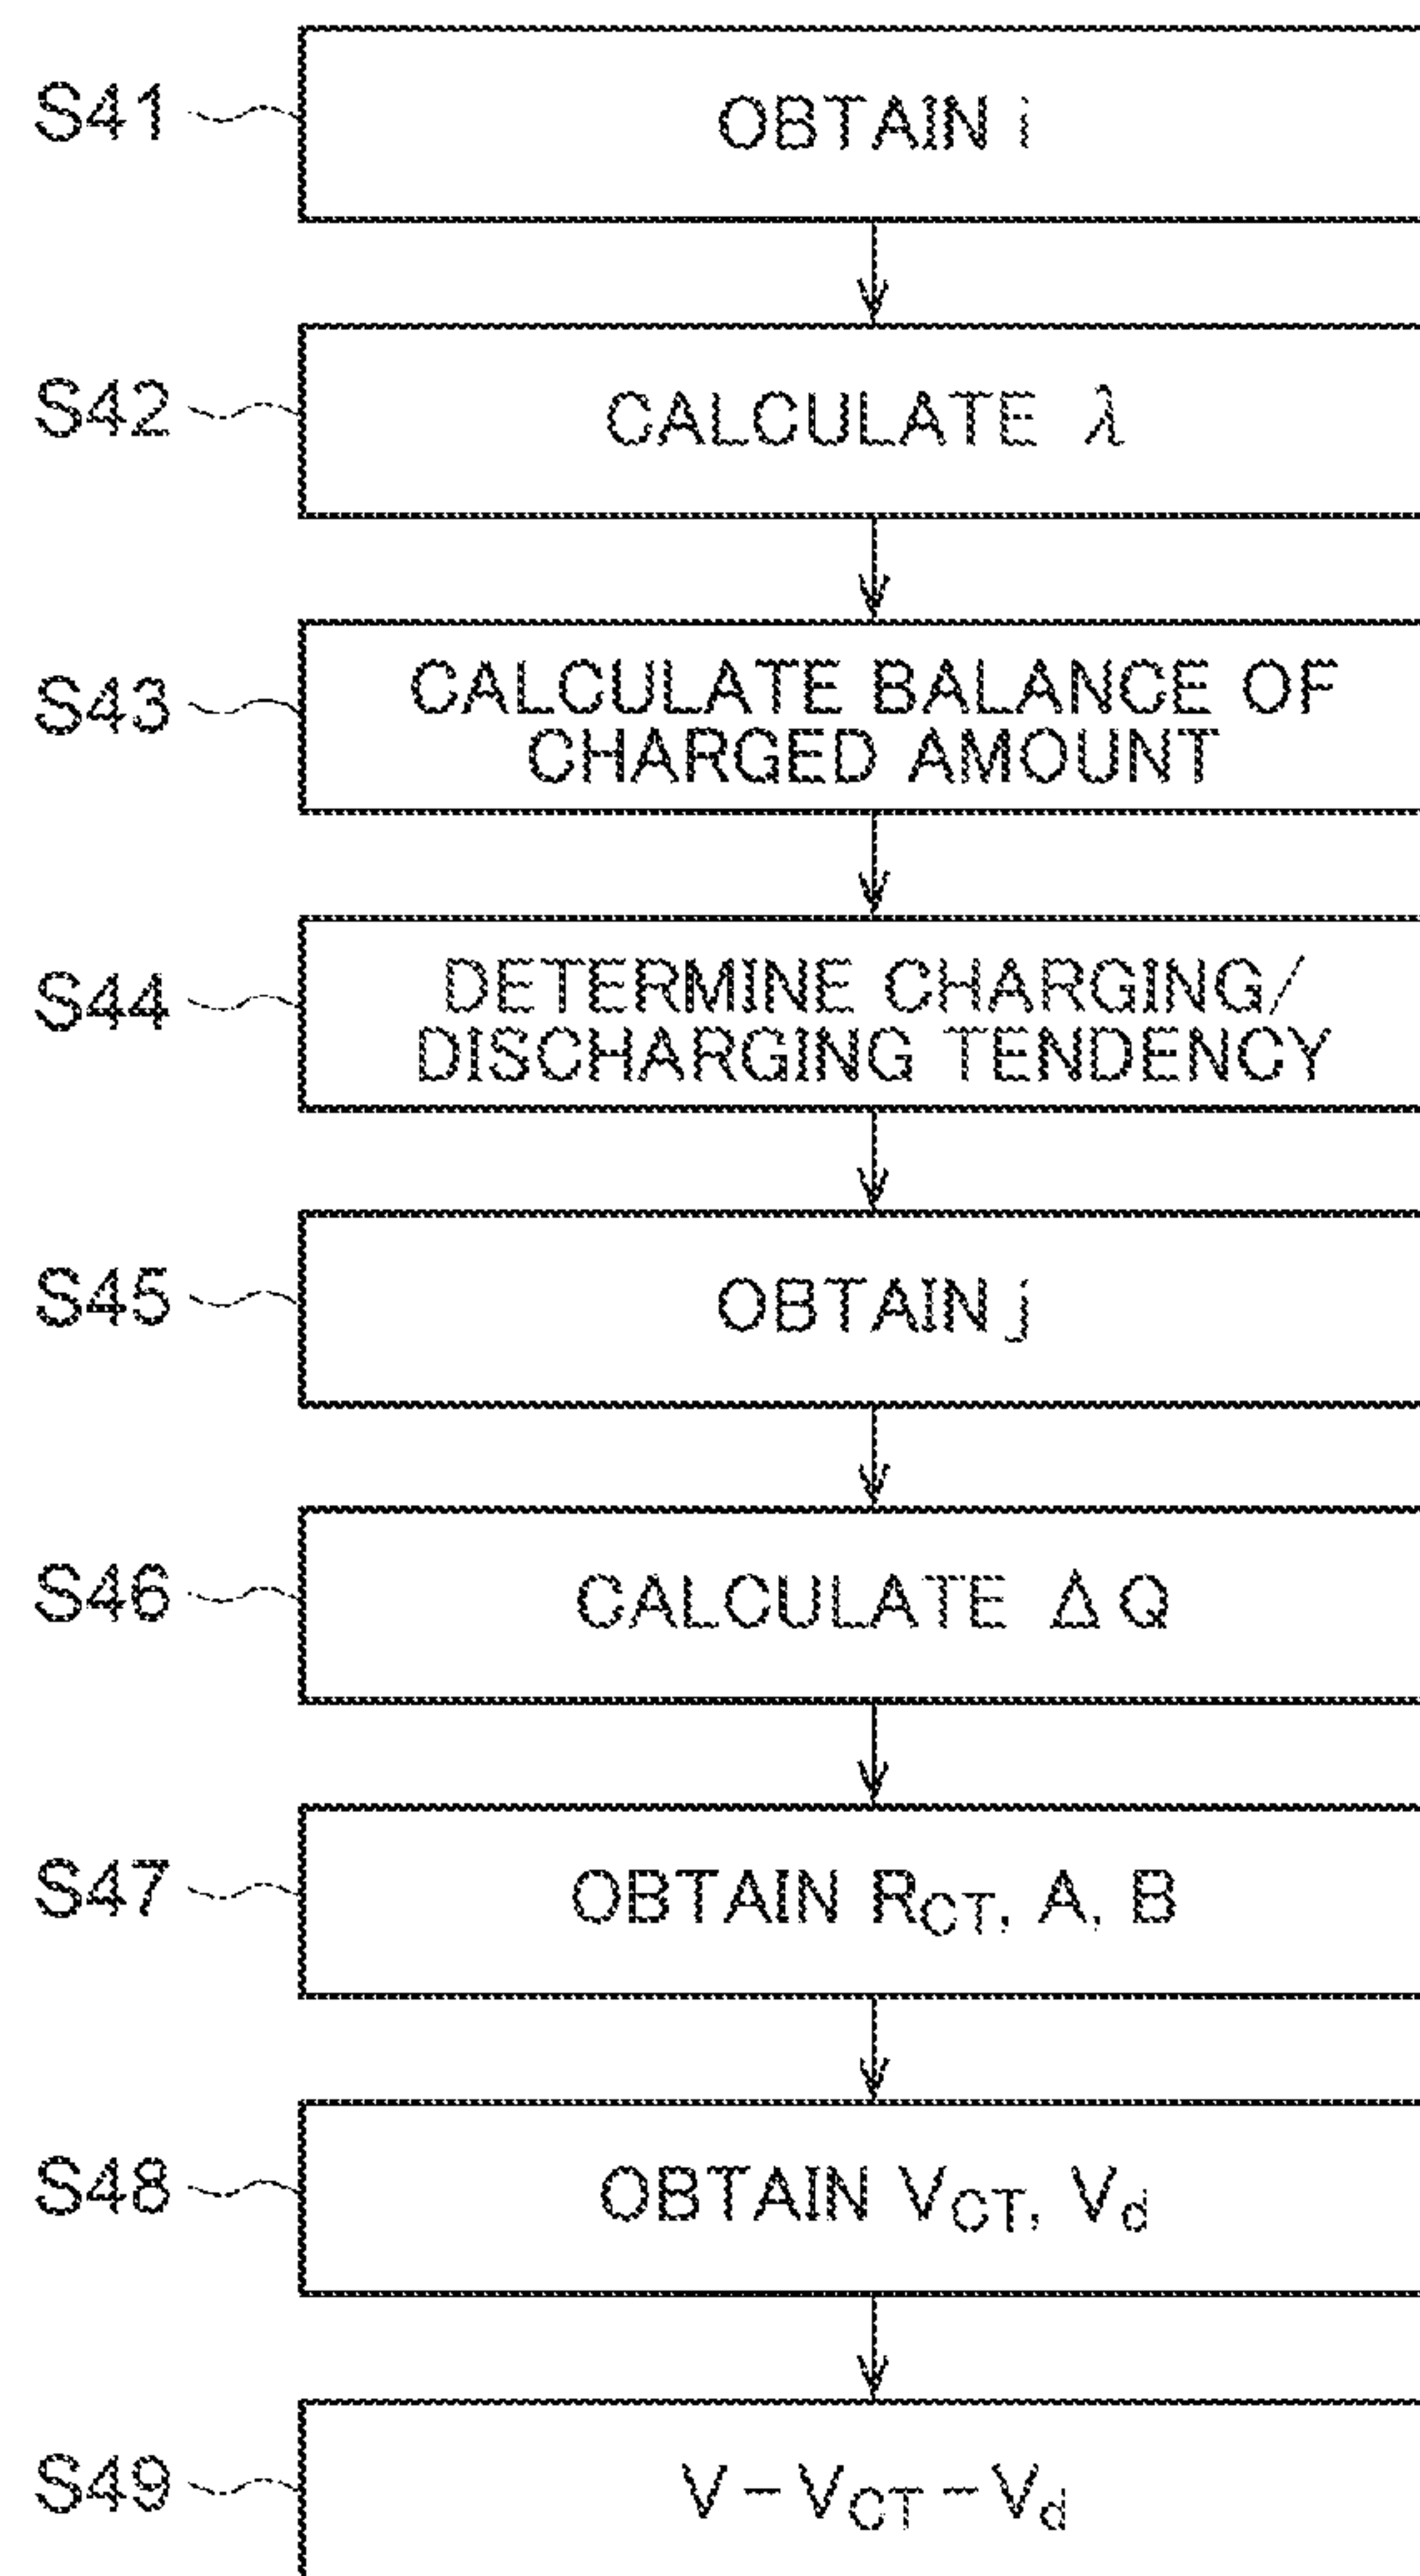 S41 OBTAIN i
S42 CALCULATE λ
S43 CALCULATE BALANCE OF
CHARGED AMOUNT
S44 DETERMINE CHARGING/
DISCHARGING TENDENCY
S45 OBTAIN j
S46 CALCULATE ΔQ
S47 OBTAIN RCT, A, B
S48 OBTAIN VCT, Vd
S49 V-VCT-Vd